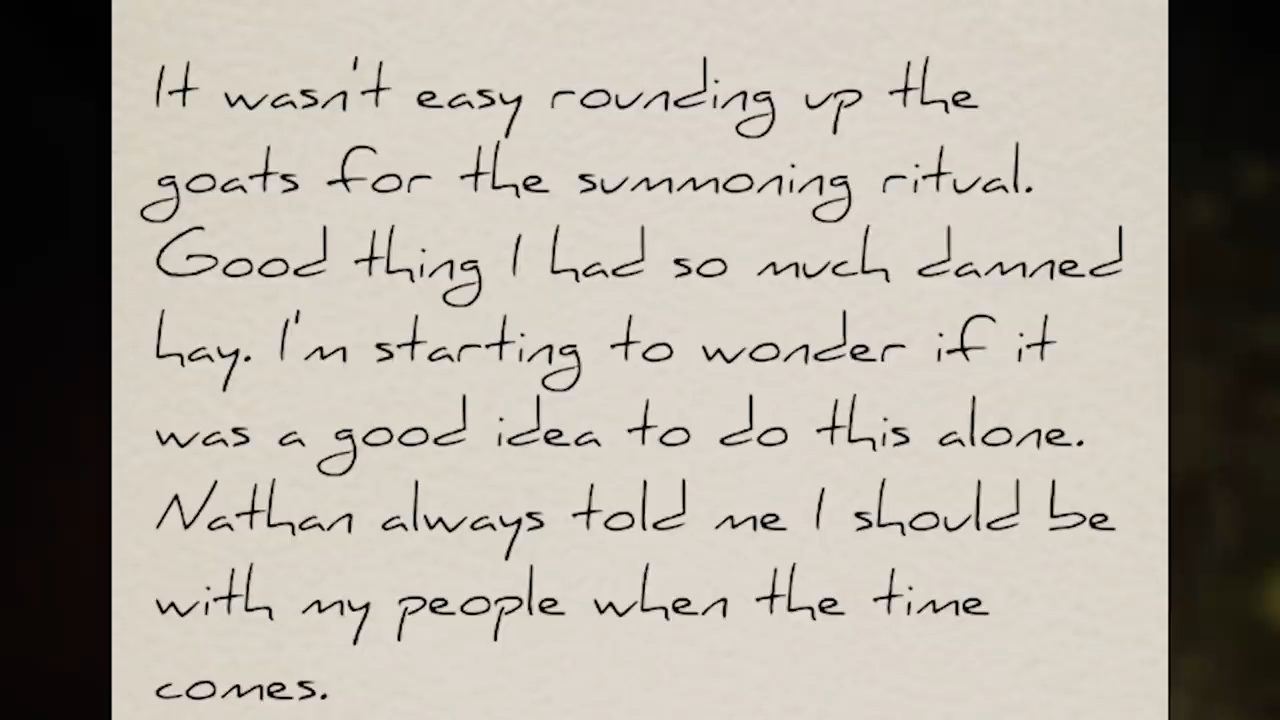 It wasn't easy rounding up the
goats for the summoning ritual.
Good thing I had so much damned
hay. I'm starting to wonder if it
was a good idea to do this alone.
Nathan always told me I should be
with my people when the time
comes.